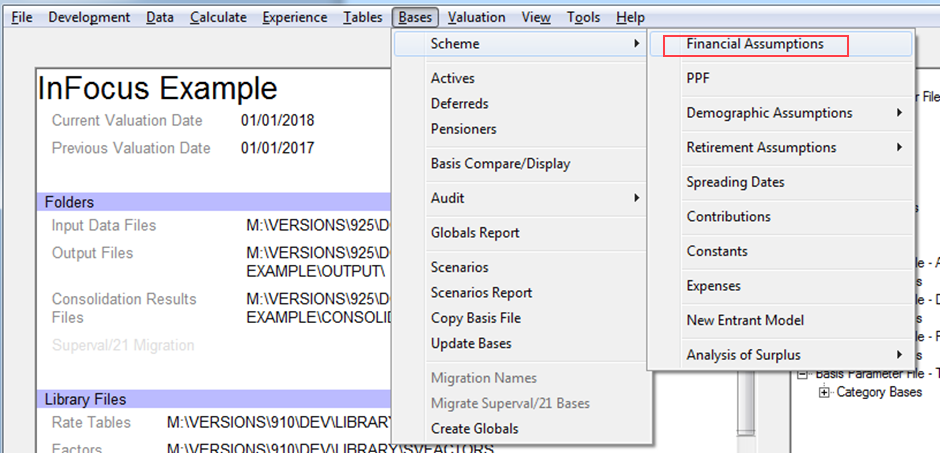 File Development Data Calculate Experience Tables Bases Valuation View Tools Help
InFocus Example
Current Valuation Date 01/01/2018
Previous Valuation Date 01/01/2017
Folders
Input Data Files M:\VERSIONS\925\D
Output Files M:\VERSIONS\925\D
EXAMPLE\OUTPUT\
Consolidation Results M:\VERSIONS\925\D
Files EXAMPLE\CONSOLID
Superval/21 Migration
Library Files
Rate Tables M:\VERSIONS\910\DEV\LIBRARY
Factors M:\VERSIONS\910\DEV\LIBRARY\SVFACTORS
Scheme
Actives
Deferreds
Pensioners
Basis Compare/Display
Audit
Globals Report
Scenarios
Scenarios Report
Copy Basis File
Update Bases
Migration Names
Migrate Superval/21 Bases
Create Globals
Financial Assumptions
PPF
Demographic Assumptions
Retirement Assumptions
Spreading Dates
Contributions
Constants
Expenses
New Entrant Model
Analysis of Surplus
r File
s
le - A
s
le - D
s
le - F
s
Basis Parameter File - T
Category Bases